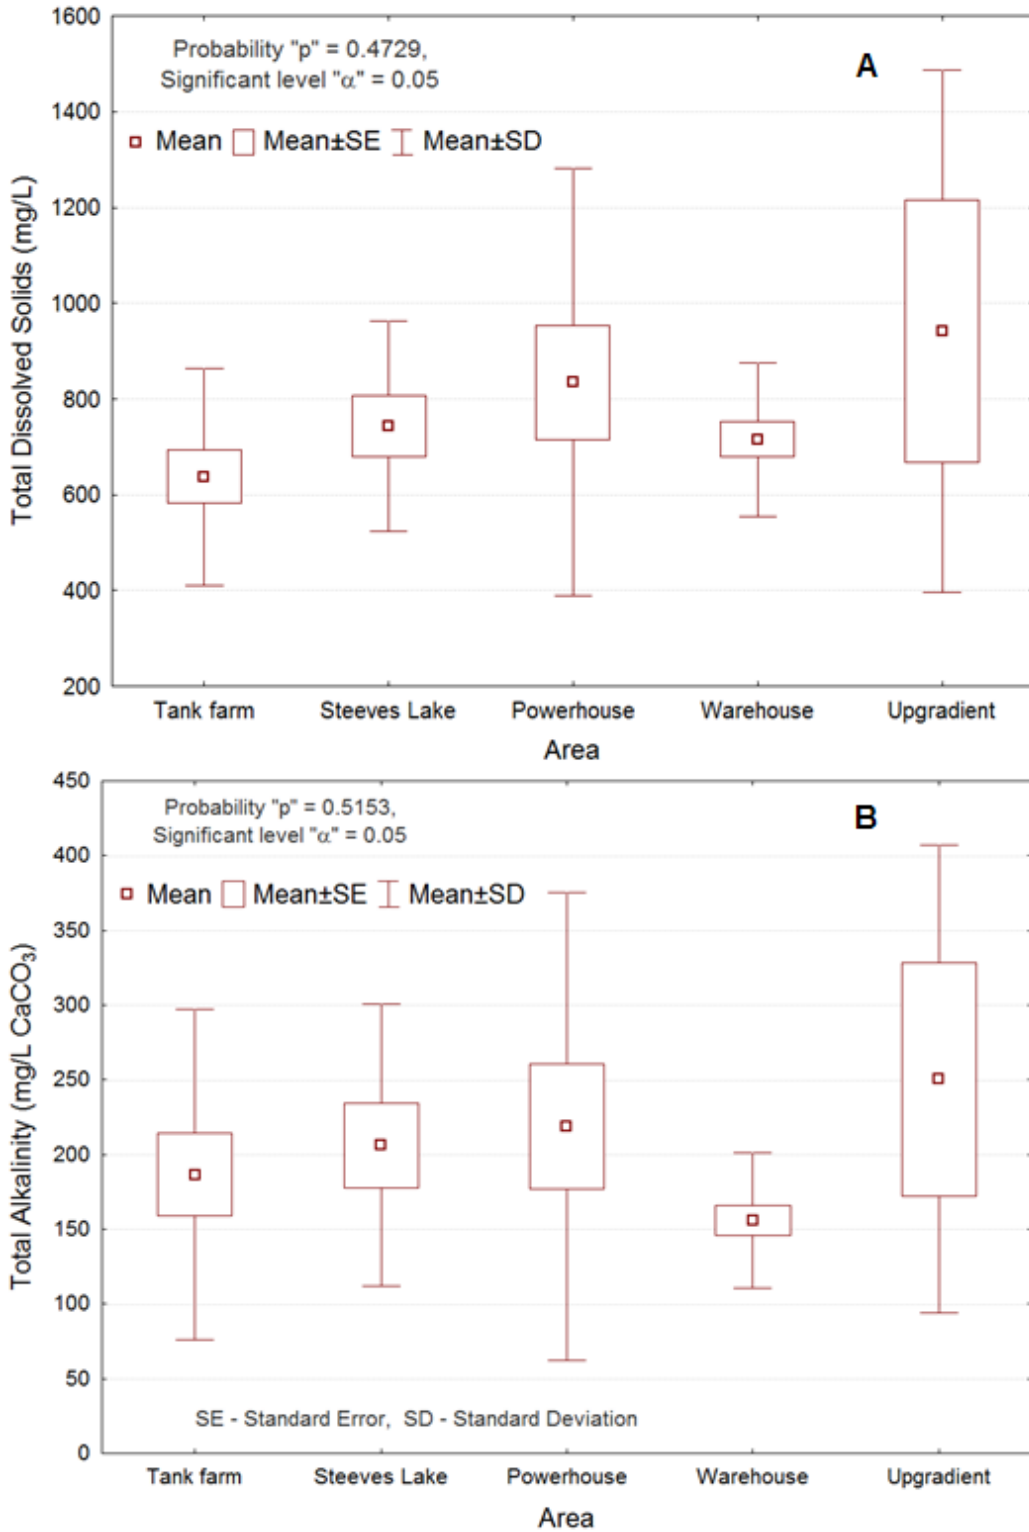 1600
1400
1200
1000
800
600
400
200
Total Dissolved Solids (mg/L)
Probability "p" = 0.4729,
Significant level "α" = 0.05
A
Mean Mean±SE Mean±SD
Tank farm Steeves Lake Powerhouse Warehouse Upgradient
Area
450
400
350
300
250
200
150
100
50
0
Total Alkalinity (mg/L CaCO₃)
Probability "p" = 0.5153,
Significant level "α" = 0.05
B
Mean Mean±SE Mean±SD
SE - Standard Error, SD - Standard Deviation
Tank farm Steeves Lake Powerhouse Warehouse Upgradient
Area